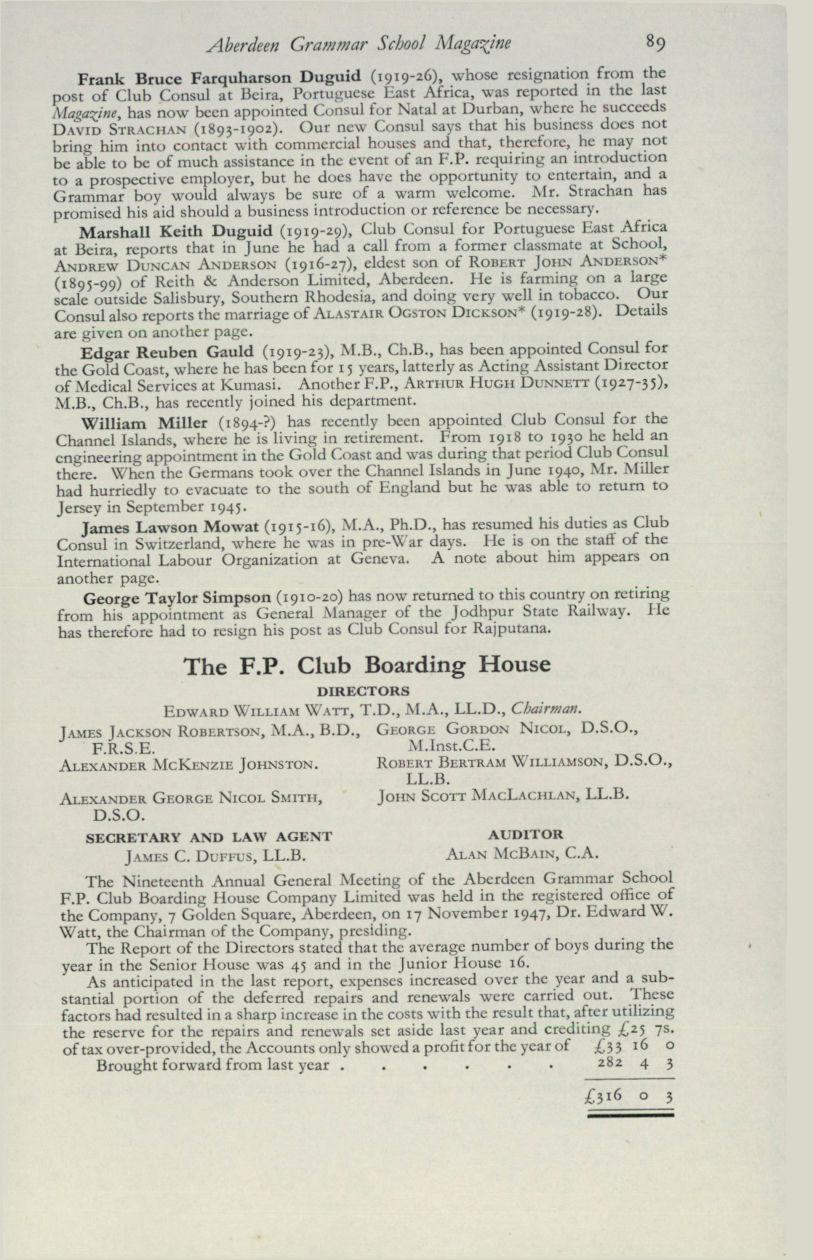 Aberdeen Grammar School Magazine 89
Frank Bruce Farquharson Duguid (1919-26), whose resignation from the
post of Club Consul at Beira, Portuguese East Africa, was reported in the last
Magazine, has now been appointed Consul for Natal at Durban, where he succeeds
DAVID STRACHAN (1893-1902). Our new Consul says that his business does not
bring him into contact with commercial houses and that, therefore, he may not
be able to be of much assistance in the event of an F.P. requiring an introduction
to a prospective employer, but he does have the opportunity to entertain, and a
Grammar boy would always be sure of a warm welcome. Mr. Strachan has
promised his aid should a business introduction or reference be necessary.
Marshall Keith Duguid (1919-29), Club Consul for Portuguese East Africa
at Beira, reports that in June he had a call from a former classmate at School,
ANDREW DUNCAN ANDERSON (1916-27), eldest son of ROBERT JOHN ANDERSON*
(1895-99) of Reith & Anderson Limited, Aberdeen. He is farming on a large
scale outside Salisbury, Southern Rhodesia, and doing very well in tobacco. Our
Consul also reports the marriage of ALASTAIR OGSTON DICKSON* (1919-28). Details
are given on another page.
Edgar Reuben Gauld (1919-23), M.B., Ch.B., has been appointed Consul for
the Gold Coast, where he has been for 15 years, latterly as Acting Assistant Director
of Medical Services at Kumasi. Another F.P., ARTHUR HUGH DUNNETT (1927-35),
M.B., Ch.B., has recently joined his department.
William Miller (1894-?) has recently been appointed Club Consul for the
Channel Islands, where he is living in retirement. From 1918 to 1930 he held an
engineering appointment in the Gold Coast and was during that period Club Consul
there. When the Germans took over the Channel Islands in June 1940, Mr. Miller
had hurriedly to evacuate to the south of England but he was able to return to
Jersey in September 1945.
James Lawson Mowat (1915-16), M.A., Ph.D., has resumed his duties as Club
Consul in Switzerland, where he was in pre-War days. He is on the staff of the
International Labour Organization at Geneva. A note about him appears on
another page.
George Taylor Simpson (1910-20) has now returned to this country on retiring
from his appointment as General Manager of the Jodhpur State Railway. He
has therefore had to resign his post as Club Consul for Rajputana.
The F.P. Club Boarding House
DIRECTORS
EDWARD WILLIAM WATT, T.D., M.A., LL.D., Chairman.
JAMES JACKSON ROBERTSON, M.A., B.D., GEORGE GORDON NICOL, D.S.O.,
F.R.S.E. M.Inst.C.E.
ALEXANDER MCKENZIE JOHNSTON. ROBERT BERTRAM WILLIAMSON, D.S.O.,
LL.B.
ALEXANDER GEORGE NICOL SMITH, JOHN SCOTT MACLACHLAN, LL.B.
D.S.O.
SECRETARY AND LAW AGENT AUDITOR
JAMES C. DUFFUS, LL.B. ALAN MCBAIN, C.A.
The Nineteenth Annual General Meeting of the Aberdeen Grammar School
F.P. Club Boarding House Company Limited was held in the registered office of
the Company, 7 Golden Square, Aberdeen, on 17 November 1947, Dr. Edward W.
Watt, the Chairman of the Company, presiding.
The Report of the Directors stated that the average number of boys during the
year in the Senior House was 45 and in the Junior House 16.
As anticipated in the last report, expenses increased over the year and a sub-
stantial portion of the deferred repairs and renewals were carried out. These
factors had resulted in a sharp increase in the costs with the result that, after utilizing
the reserve for the repairs and renewals set aside last year and crediting £25 7s.
of tax over-provided, the Accounts only showed a profit for the year of £33 16 0
Brought forward from last year . . . . . . 282 4 3
£316 0 3